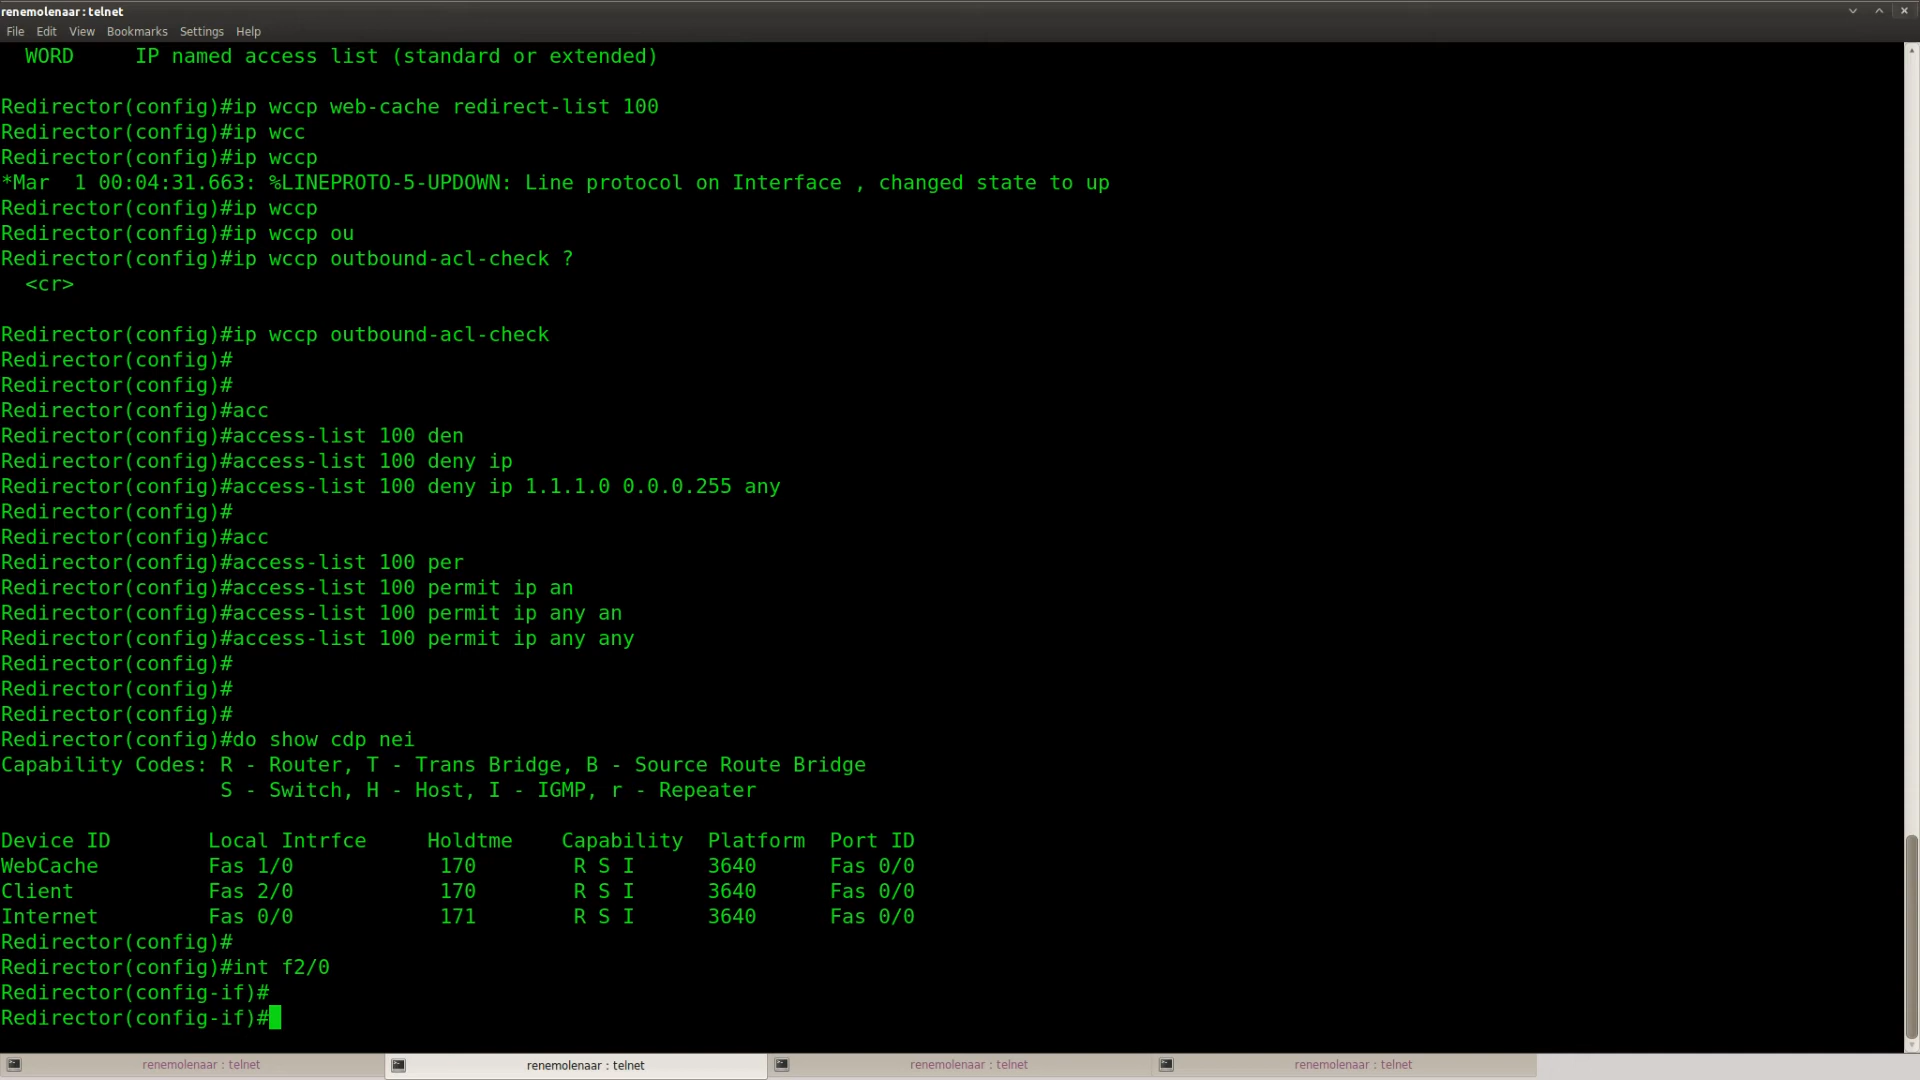 renemolenaar : telnet
File Edit View Bookmarks Settings Help
  WORD     IP named access list (standard or extended)
Redirector(config)#ip wccp web-cache redirect-list 100
Redirector(config)#ip wcc
Redirector(config)#ip wccp
*Mar  1 00:04:31.663: %LINEPROTO-5-UPDOWN: Line protocol on Interface , changed state to up
Redirector(config)#ip wccp
Redirector(config)#ip wccp ou
Redirector(config)#ip wccp outbound-acl-check ?
  <cr>
Redirector(config)#ip wccp outbound-acl-check
Redirector(config)#
Redirector(config)#
Redirector(config)#acc
Redirector(config)#access-list 100 den
Redirector(config)#access-list 100 deny ip
Redirector(config)#access-list 100 deny ip 1.1.1.0 0.0.0.255 any
Redirector(config)#
Redirector(config)#acc
Redirector(config)#access-list 100 per
Redirector(config)#access-list 100 permit ip an
Redirector(config)#access-list 100 permit ip any an
Redirector(config)#access-list 100 permit ip any any
Redirector(config)#
Redirector(config)#
Redirector(config)#
Redirector(config)#do show cdp nei
Capability Codes: R - Router, T - Trans Bridge, B - Source Route Bridge
                  S - Switch, H - Host, I - IGMP, r - Repeater
Device ID        Local Intrfce     Holdtme    Capability  Platform  Port ID
WebCache         Fas 1/0            170        R S I      3640      Fas 0/0
Client           Fas 2/0            170        R S I      3640      Fas 0/0
Internet         Fas 0/0            171        R S I      3640      Fas 0/0
Redirector(config)#
Redirector(config)#int f2/0
Redirector(config-if)#
Redirector(config-if)#
renemolenaar : telnet renemolenaar : telnet renemolenaar : telnet renemolenaar : telnet